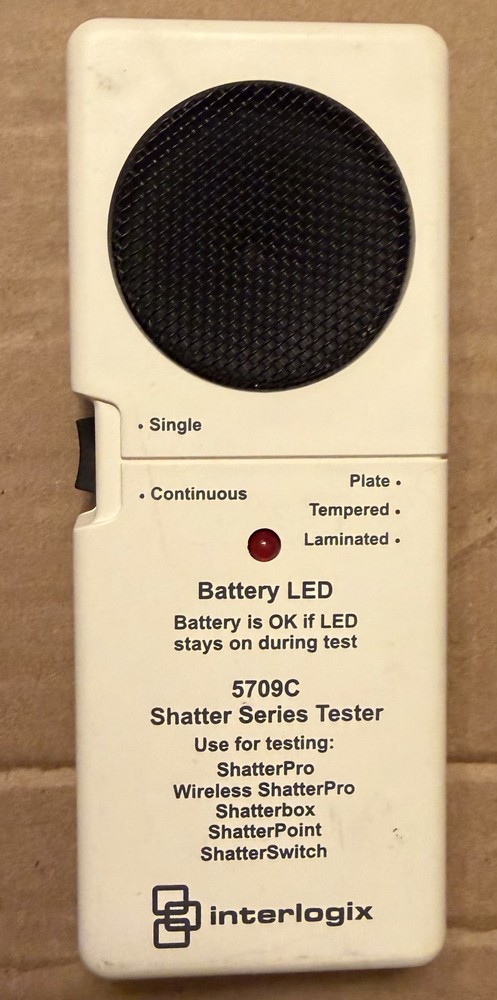 • Single
• Continuous
Plate •
Tempered •
Laminated •
Battery LED
Battery is OK if LED
stays on during test
5709C
Shatter Series Tester
Use for testing:
ShatterPro
Wireless ShatterPro
Shatterbox
ShatterPoint
ShatterSwitch
interlogix